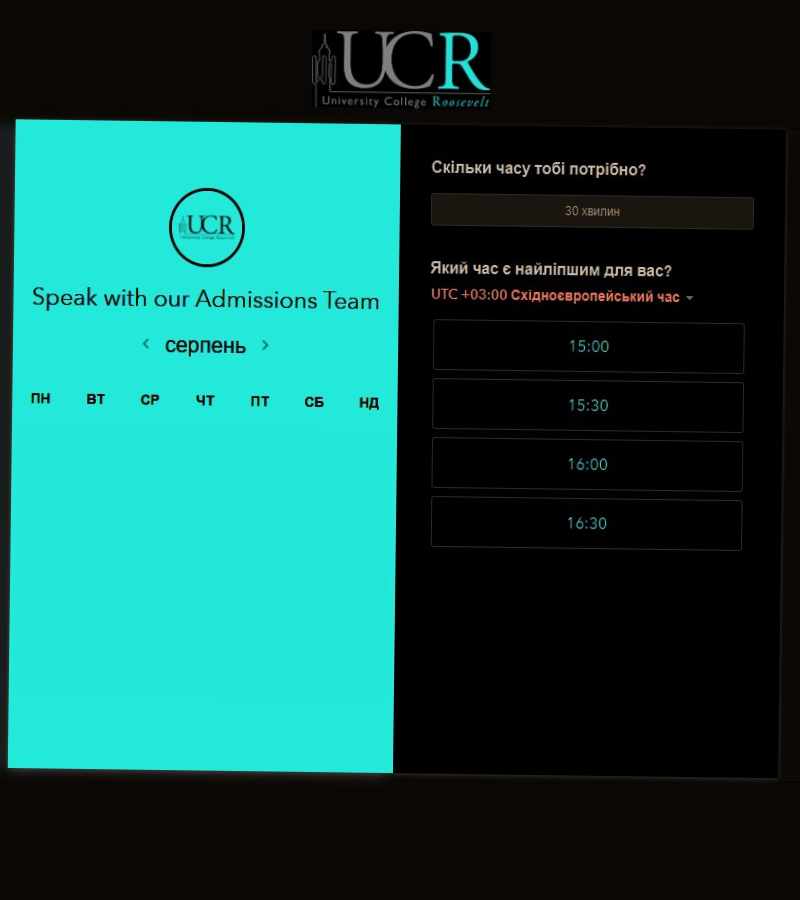 UCR
University College Roosevelt
UCR
University College Roosevelt
Speak with our Admissions Team
серпень
ПН ВТ СР ЧТ ПТ СБ НД
Скільки часу тобі потрібно?
30 хвилин
Який час є найліпшим для вас?
UTC +03:00 Східноєвропейський час
15:00
15:30
16:00
16:30